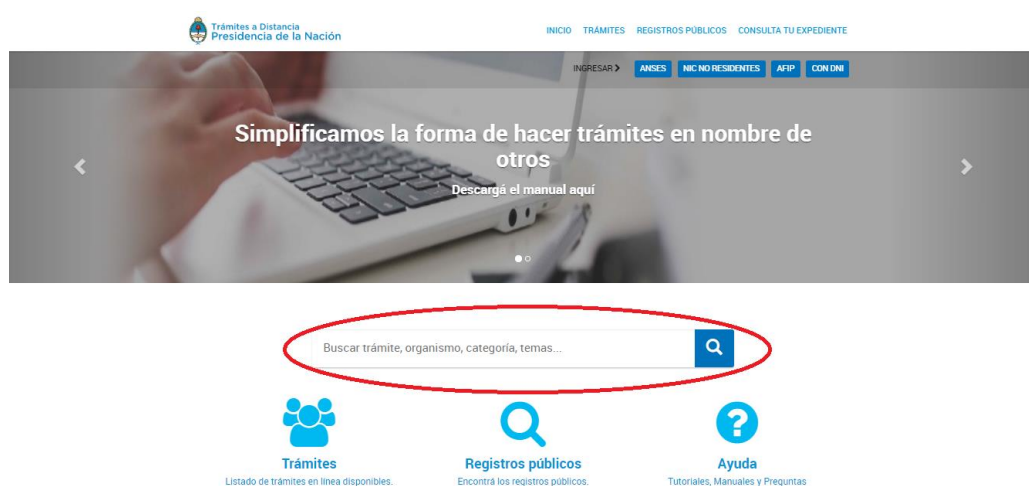 Trámites a Distancia
Presidencia de la Nación
INICIO TRÁMITES REGISTROS PÚBLICOS CONSULTA TU EXPEDIENTE
INGRESAR ANSES NIC NO RESIDENTES AFIP CON DNI
Simplificamos la forma de hacer trámites en nombre de
otros
Descargá el manual aquí
Buscar trámite, organismo, categoría, temas...
Trámites
Registros públicos
Ayuda
Listado de trámites en línea disponibles.
Encontrá los registros públicos.
Tutoriales, Manuales y Preguntas